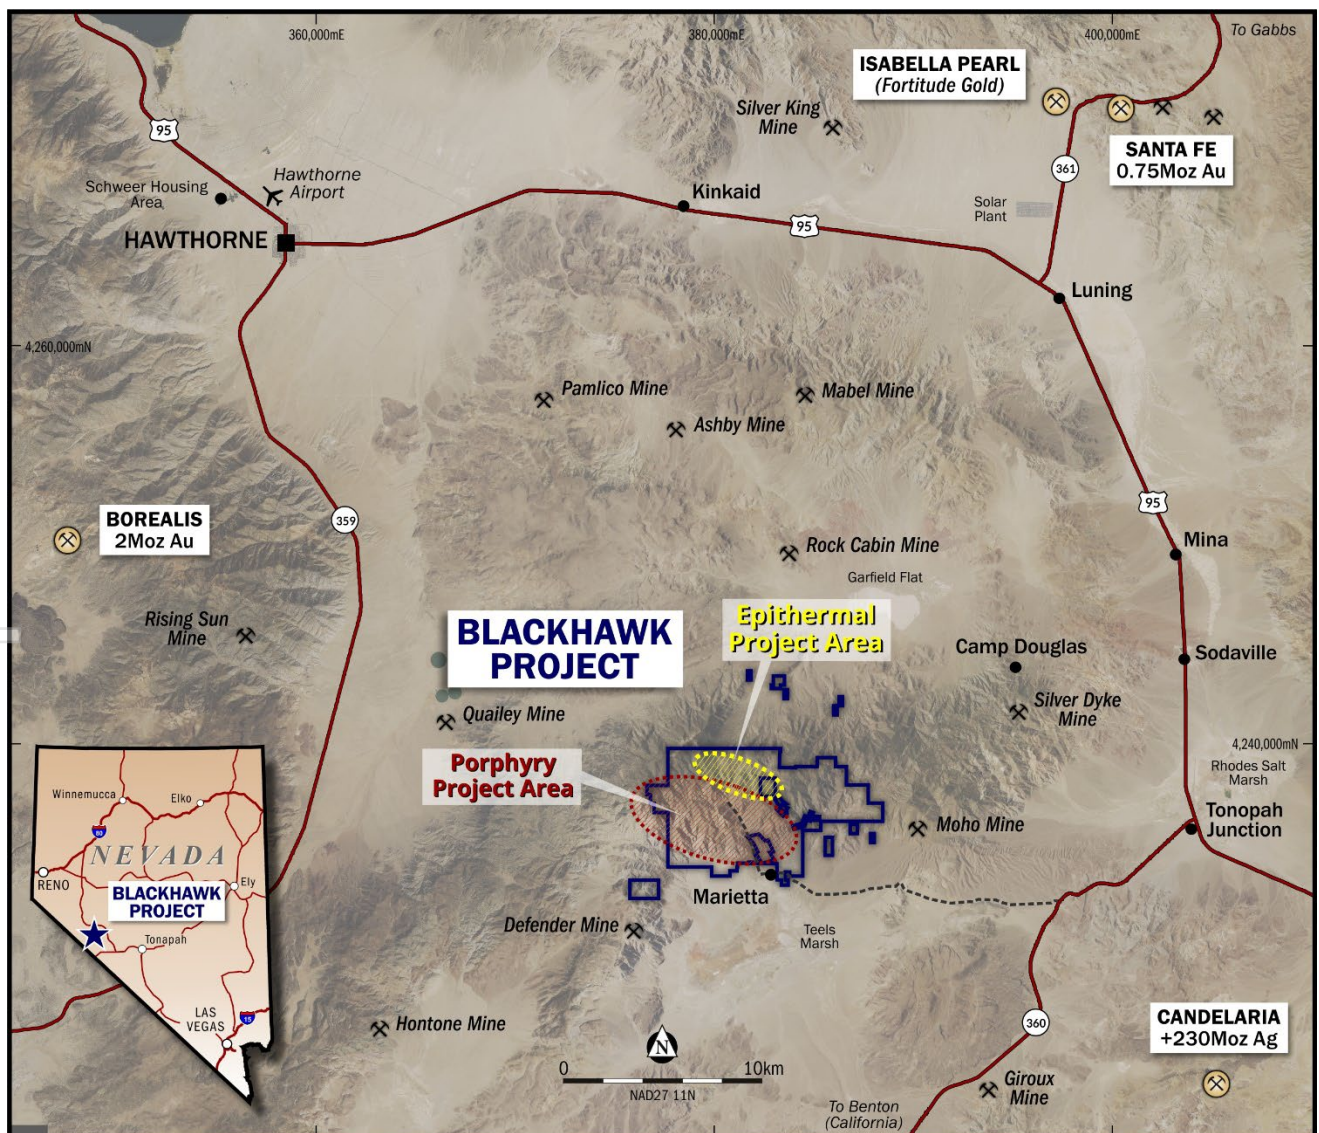 360,000mE
380,000mE
400,000mE
To Gabbs
ISABELLA PEARL
(Fortitude Gold)
Silver King
Mine
95
SANTA FE
0.75Moz Au
361
Schweer Housing
Area
Hawthorne
Airport
Kinkaid
Solar
Plant
HAWTHORNE
95
Luning
4,260,000mN
Pamlico Mine
Mabel Mine
Ashby Mine
BOREALIS
2Moz Au
359
95
Mina
Rock Cabin Mine
Garfield Flat
Rising Sun
Mine
BLACKHAWK
PROJECT
Epithermal
Project Area
Camp Douglas
Sodaville
Silver Dyke
Mine
Quailey Mine
4,240,000mN
Porphyry
Project Area
Rhodes Salt
Marsh
Tonopah
Junction
Moho Mine
Marietta
Defender Mine
Teels
Marsh
Winnemucca
Elko
80
NEVADA
RENO
Ely
BLACKHAWK
PROJECT
Tonapah
LAS
VEGAS
15
Hontone Mine
N
0
10km
NAD27 11N
360
CANDELARIA
+230Moz Ag
Giroux
Mine
To Benton
(California)